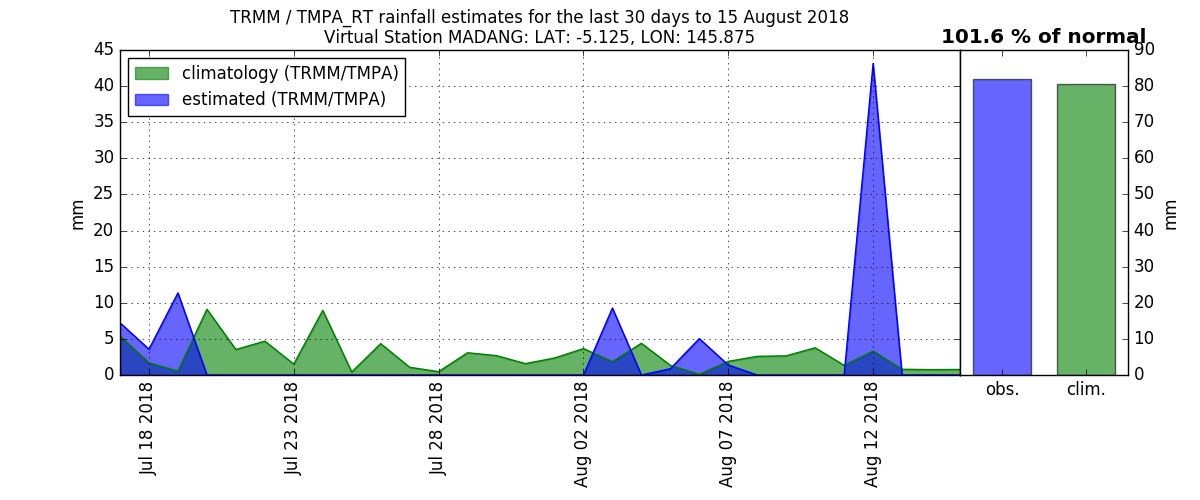 TRMM / TMPA_RT rainfall estimates for the last 30 days to 15 August 2018
Virtual Station MADANG: LAT: -5.125, LON: 145.875
101.6 % of normal
climatology (TRMM/TMPA)
estimated (TRMM/TMPA)
mm
45
40
35
30
25
20
15
10
5
0
Jul 18 2018
Jul 23 2018
Jul 28 2018
Aug 02 2018
Aug 07 2018
Aug 12 2018
90
80
70
60
50
40
30
20
10
0
mm
obs.
clim.